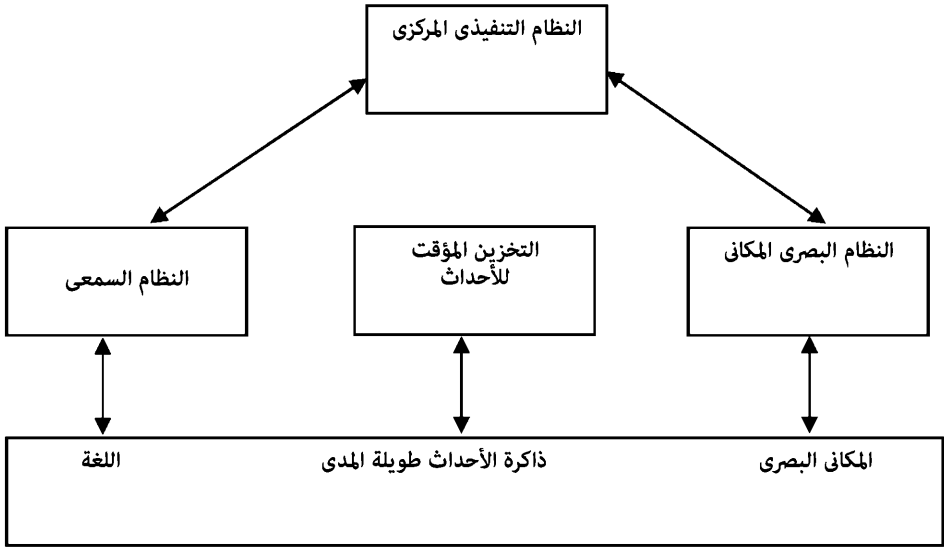 النظام التنفيذى المركزى
النظام البصرى المكانى
التخزين المؤقت
للأحداث
النظام السمعى
المكانى البصرى
ذاكرة الأحداث طويلة المدى
اللغة